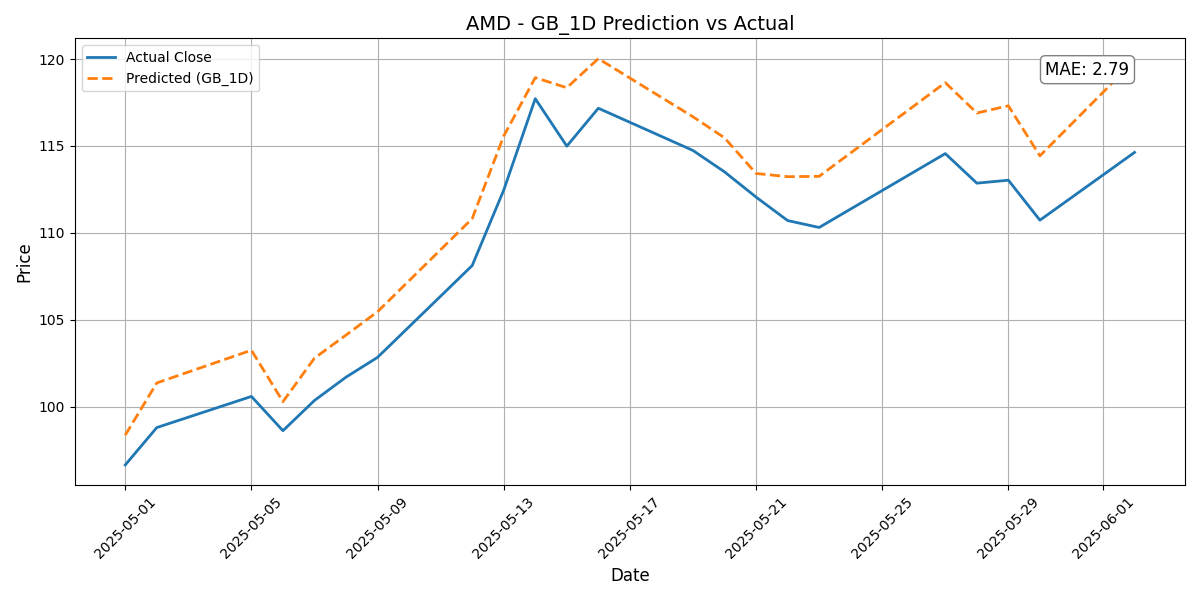 AMD - GB_1D Prediction vs Actual
Actual Close
Predicted (GB_1D)
MAE: 2.79
Price
120
115
110
105
100
2025-05-01
2025-05-05
2025-05-09
2025-05-13
2025-05-17
2025-05-21
2025-05-25
2025-05-29
2025-06-01
Date